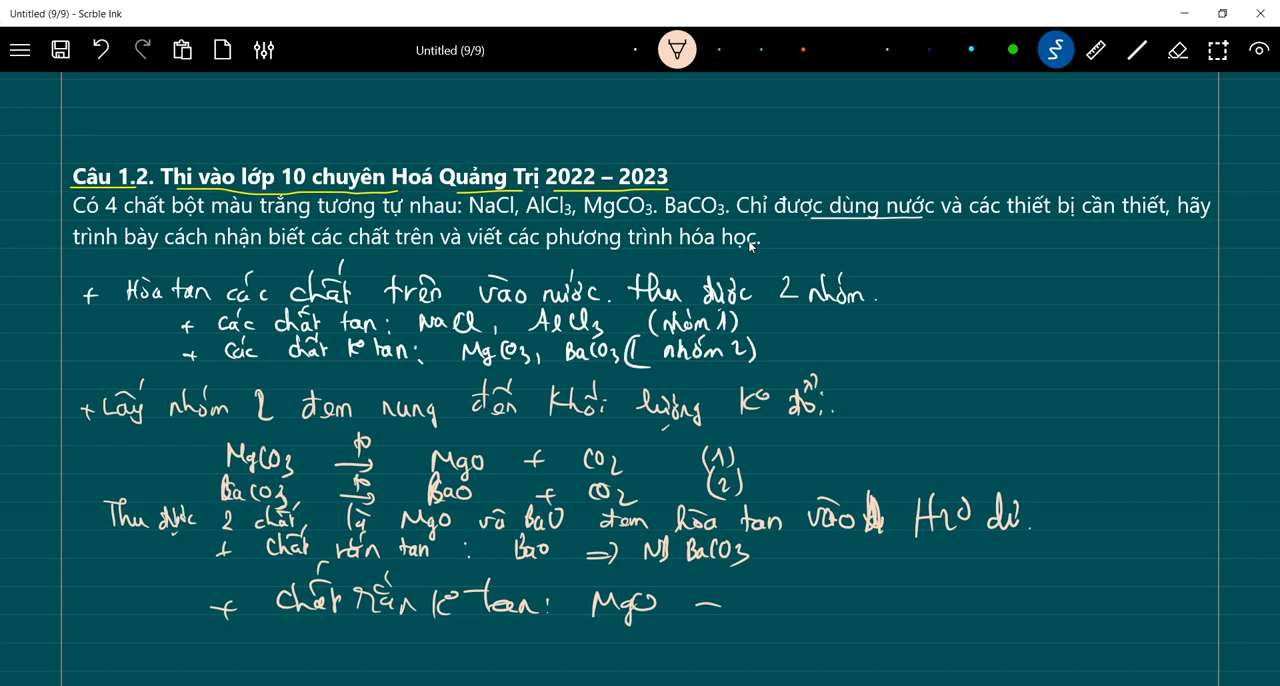 Untitled (9/9) - Scrble Ink
Untitled (9/9)
Câu 1.2. Thi vào lớp 10 chuyên Hoá Quảng Trị 2022 – 2023
Có 4 chất bột màu trắng tương tự nhau: NaCl, AlCl₃, MgCO₃. BaCO₃. Chỉ được dùng nước và các thiết bị cần thiết, hãy
trình bày cách nhận biết các chất trên và viết các phương trình hóa học.
+ Hòa tan các chất trên vào nước. thu được 2 nhóm.
+ các chất tan: NaCl, AlCl₃ (nhóm 1)
+ các chất kº tan: MgCO₃, BaCO₃ (nhóm 2)
+ Lấy nhóm 2 đem nung đến khối lượng kº đổi.
MgCO₃ →(tº) MgO + CO₂ (1)
BaCO₃ →(tº) BaO + CO₂ (2)
Thu được 2 chất là MgO và BaO đem hòa tan vào H₂O dư.
+ chất rắn tan: BaO => NB BaCO₃
+ chất rắn kº tan: MgO –